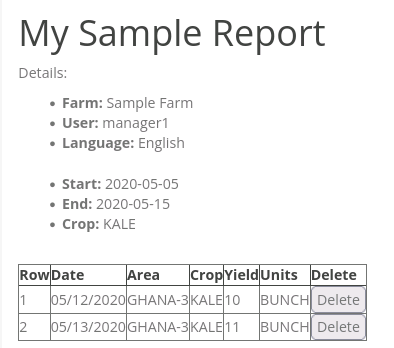 My Sample Report
Details:
Farm: Sample Farm
User: manager1
Language: English
Start: 2020-05-05
End: 2020-05-15
Crop: KALE
Row Date Area Crop Yield Units Delete
1 05/12/2020 GHANA-3 KALE 10 BUNCH Delete
2 05/13/2020 GHANA-3 KALE 11 BUNCH Delete